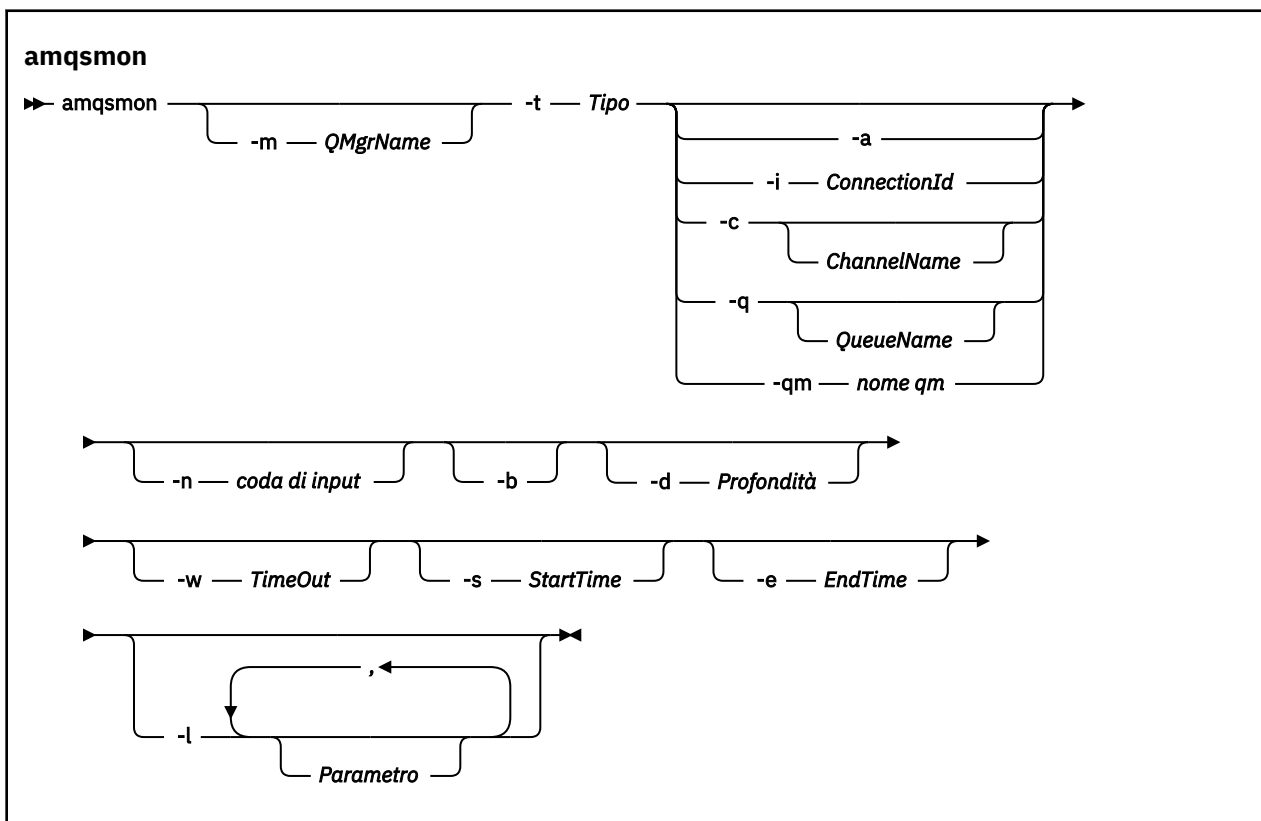 amqsmon
amqsmon -t Tipo
-m QMgrName
-a
-i ConnectionId
-c
ChannelName
-q
QueueName
-qm nome qm
-n coda di input -b -d Profondità
-w TimeOut -s StartTime -e EndTime
,
-l
Parametro